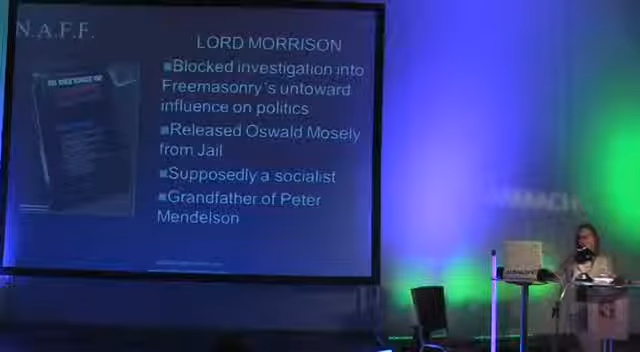 N.A.F.F.
LORD MORRISON
Blocked investigation into
Freemasonry's untoward
influence on politics
Released Oswald Mosely
from Jail
Supposedly a socialist
Grandfather of Peter
Mendelson